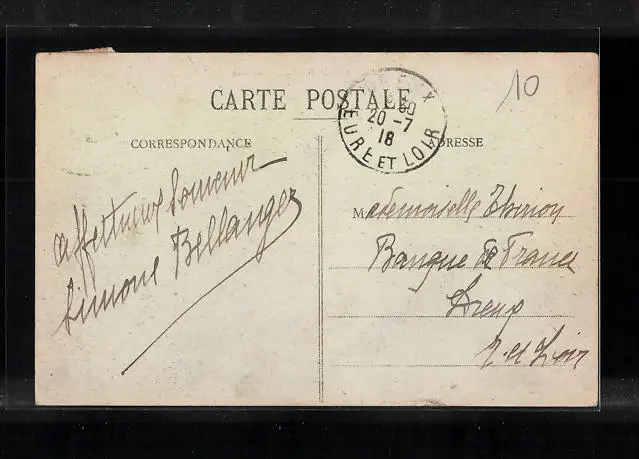 10
CARTE POSTALE
20 -7
18
EURE ET LOIR
CORRESPONDANCE
ADRESSE
affectueux Souvenir
Simone Bellanger
Mademoiselle Thirion
Banque de France
Dreux
E. et Loir